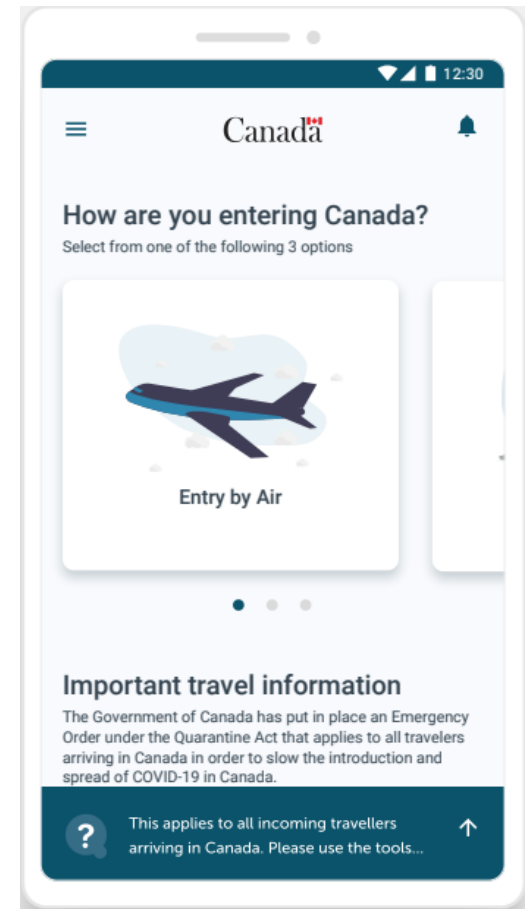 12:30
Canada
How are you entering Canada?
Select from one of the following 3 options
Entry by Air
Important travel information
The Government of Canada has put in place an Emergency
Order under the Quarantine Act that applies to all travelers
arriving in Canada in order to slow the introduction and
spread of COVID-19 in Canada.
?
This applies to all incoming travellers
arriving in Canada. Please use the tools...